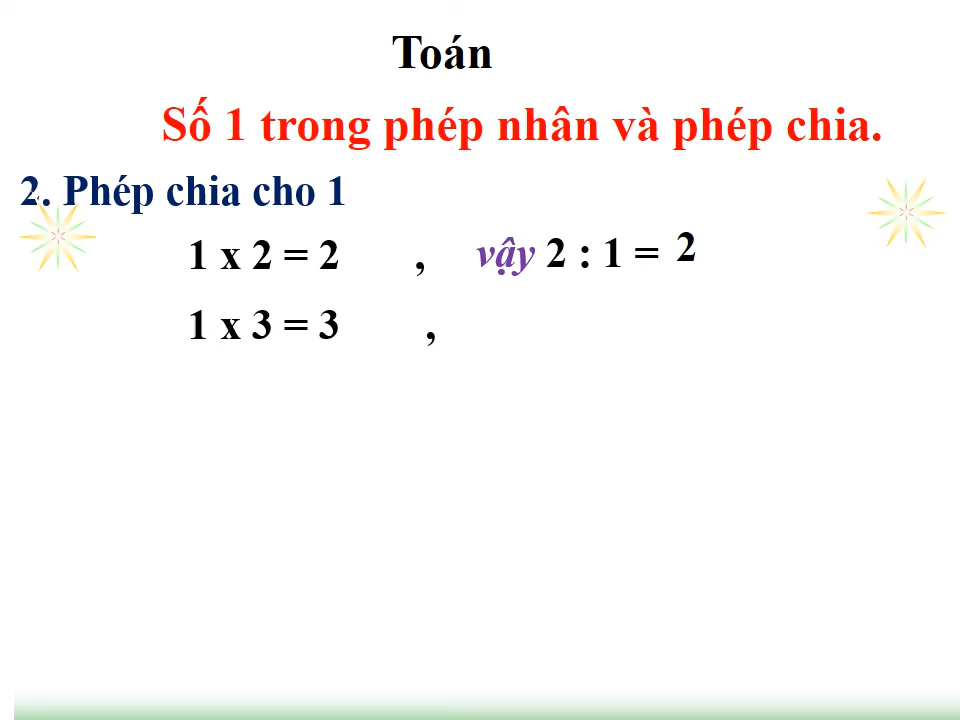 Toán
Số 1 trong phép nhân và phép chia.
2. Phép chia cho 1
1 x 2 = 2 , vậy 2 : 1 = 2
1 x 3 = 3 ,